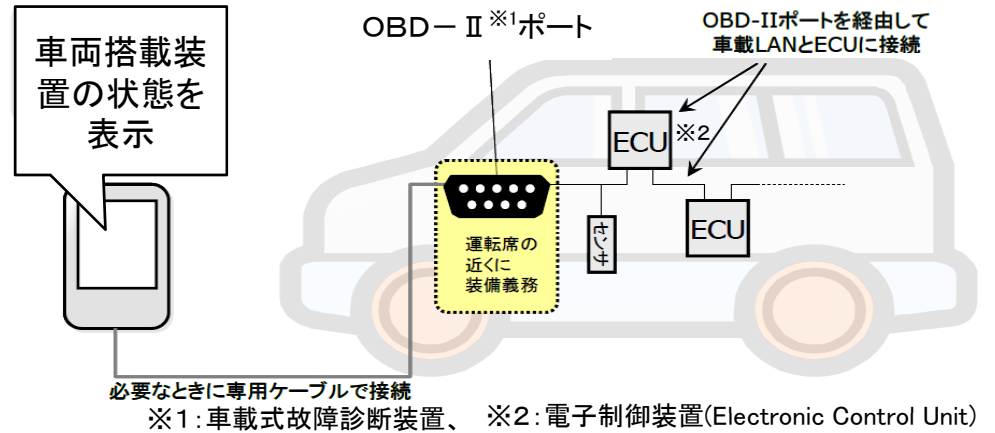 車両搭載装
置の状態を
表示
OBD－Ⅱ※1ポート
OBD-IIポートを経由して
車載LANとECUに接続
ECU
※2
ECU
センサ
運転席の
近くに
装備義務
必要なときに専用ケーブルで接続
※1：車載式故障診断装置、 ※2：電子制御装置(Electronic Control Unit)